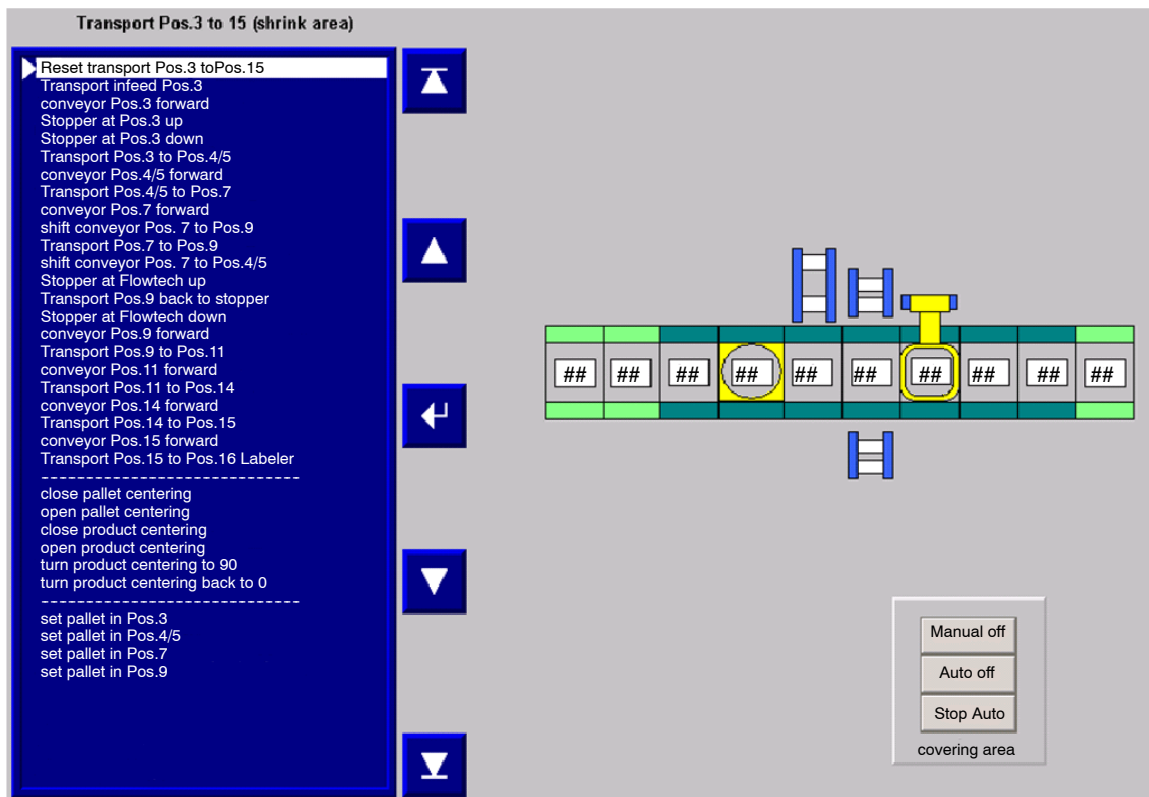 Transport Pos.3 to 15 (shrink area)
Reset transport Pos.3 toPos.15
Transport infeed Pos.3
conveyor Pos.3 forward
Stopper at Pos.3 up
Stopper at Pos.3 down
Transport Pos.3 to Pos.4/5
conveyor Pos.4/5 forward
Transport Pos.4/5 to Pos.7
conveyor Pos.7 forward
shift conveyor Pos. 7 to Pos.9
Transport Pos.7 to Pos.9
shift conveyor Pos. 7 to Pos.4/5
Stopper at Flowtech up
Transport Pos.9 back to stopper
Stopper at Flowtech down
conveyor Pos.9 forward
Transport Pos.9 to Pos.11
conveyor Pos.11 forward
Transport Pos.11 to Pos.14
conveyor Pos.14 forward
Transport Pos.14 to Pos.15
conveyor Pos.15 forward
Transport Pos.15 to Pos.16 Labeler
-----------------------------
close pallet centering
open pallet centering
close product centering
open product centering
turn product centering to 90
turn product centering back to 0
-----------------------------
set pallet in Pos.3
set pallet in Pos.4/5
set pallet in Pos.7
set pallet in Pos.9
## ## ## ## ## ## ## ## ## ##
Manual off
Auto off
Stop Auto
covering area